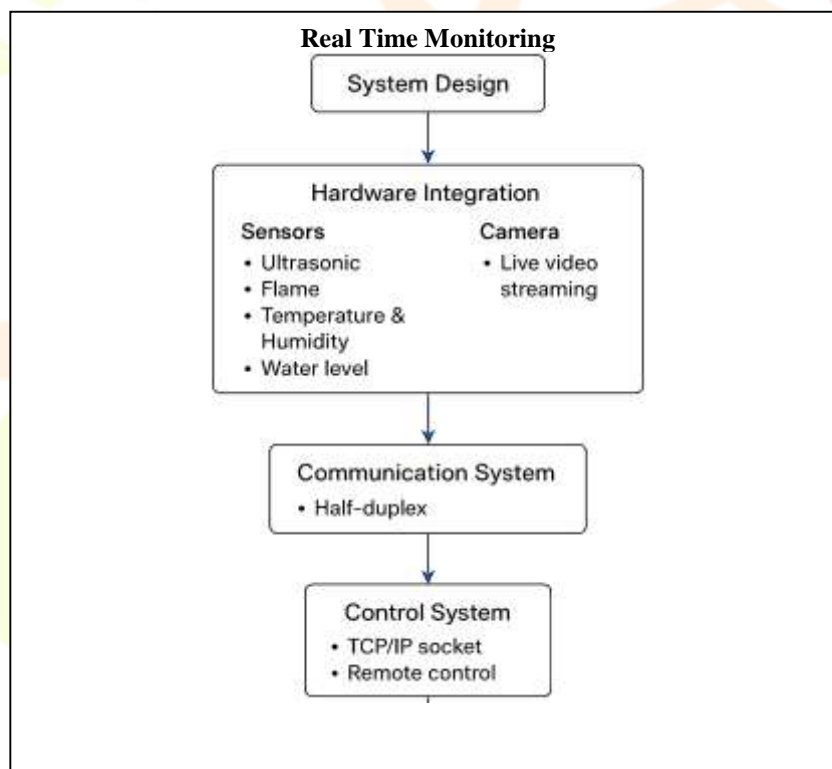 Real Time Monitoring
System Design
Hardware Integration
Sensors
• Ultrasonic
• Flame
• Temperature &
Humidity
• Water level
Camera
• Live video
streaming
Communication System
• Half-duplex
Control System
• TCP/IP socket
• Remote control